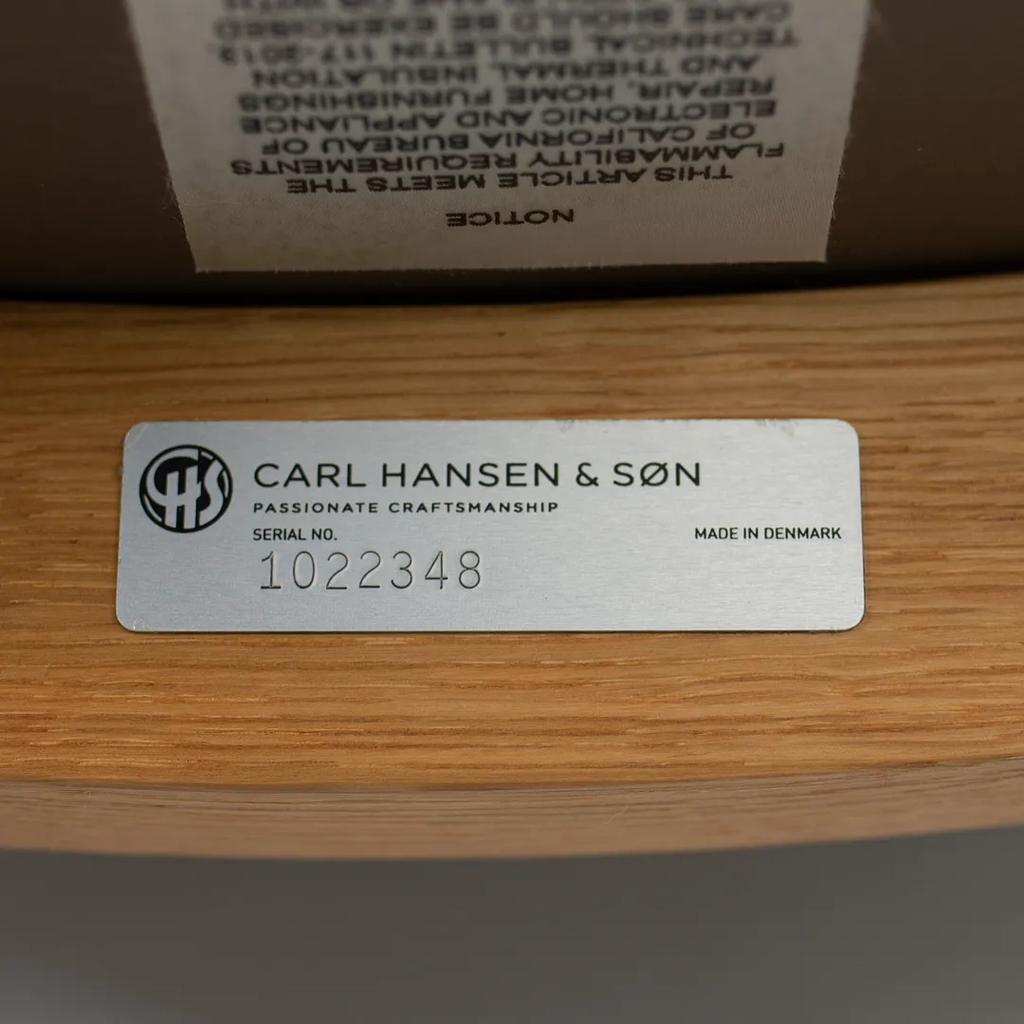 NOTICE
THIS ARTICLE MEETS THE
FLAMMABILITY REQUIREMENTS
OF CALIFORNIA BUREAU OF
ELECTRONIC AND APPLIANCE
REPAIR, HOME FURNISHINGS
AND THERMAL INSULATION
TECHNICAL BULLETIN 117-2013.
CARE SHOULD BE EXERCISED
CHS
CARL HANSEN & SØN
PASSIONATE CRAFTSMANSHIP
SERIAL NO.
MADE IN DENMARK
1022348